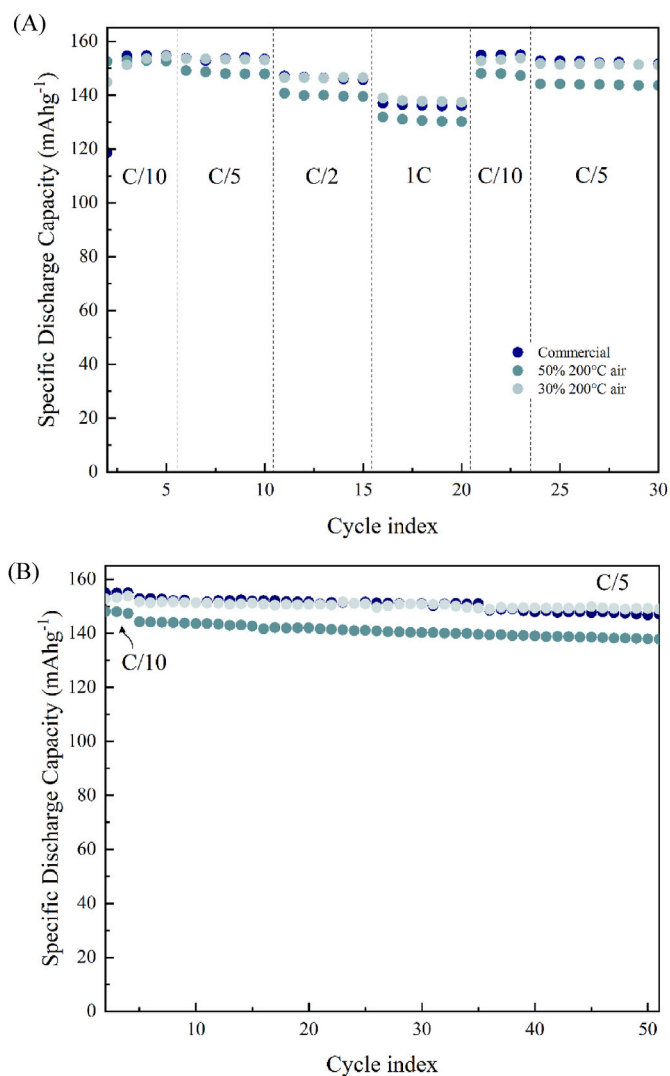 (A)
Specific Discharge Capacity (mAhg-1)
160
140
120
100
80
60
40
20
0
C/10
C/5
C/2
1C
C/10
C/5
Commercial
50% 200°C air
30% 200°C air
5
10
15
20
25
30
Cycle index
(B)
Specific Discharge Capacity (mAhg-1)
160
140
120
100
80
60
40
20
0
C/5
C/10
10
20
30
40
50
Cycle index